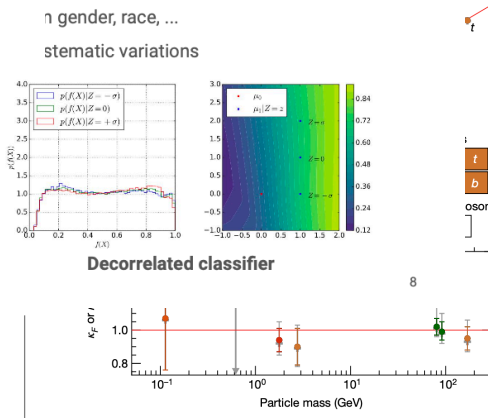 n gender, race, ...
stematic variations
t
p(f(X)|Z = −σ)
p(f(X)|Z = 0)
p(f(X)|Z = +σ)
p(f(X))
4.0
3.5
3.0
2.5
2.0
1.5
1.0
0.5
0.0
0.0 0.2 0.4 0.6 0.8 1.0
f(X)
μ₀
μ₁|Z = z
Z=σ
Z=0
Z=−σ
3.0
2.5
2.0
1.5
1.0
0.5
0.0
−0.5
−1.0
−1.0 −0.5 0.0 0.5 1.0 1.5 2.0
0.84
0.72
0.60
0.48
0.36
0.24
0.12
s
t
b
osor
Decorrelated classifier
8
κF or
1.0
0.8
10⁻¹ 10⁰ 10¹ 10²
Particle mass (GeV)